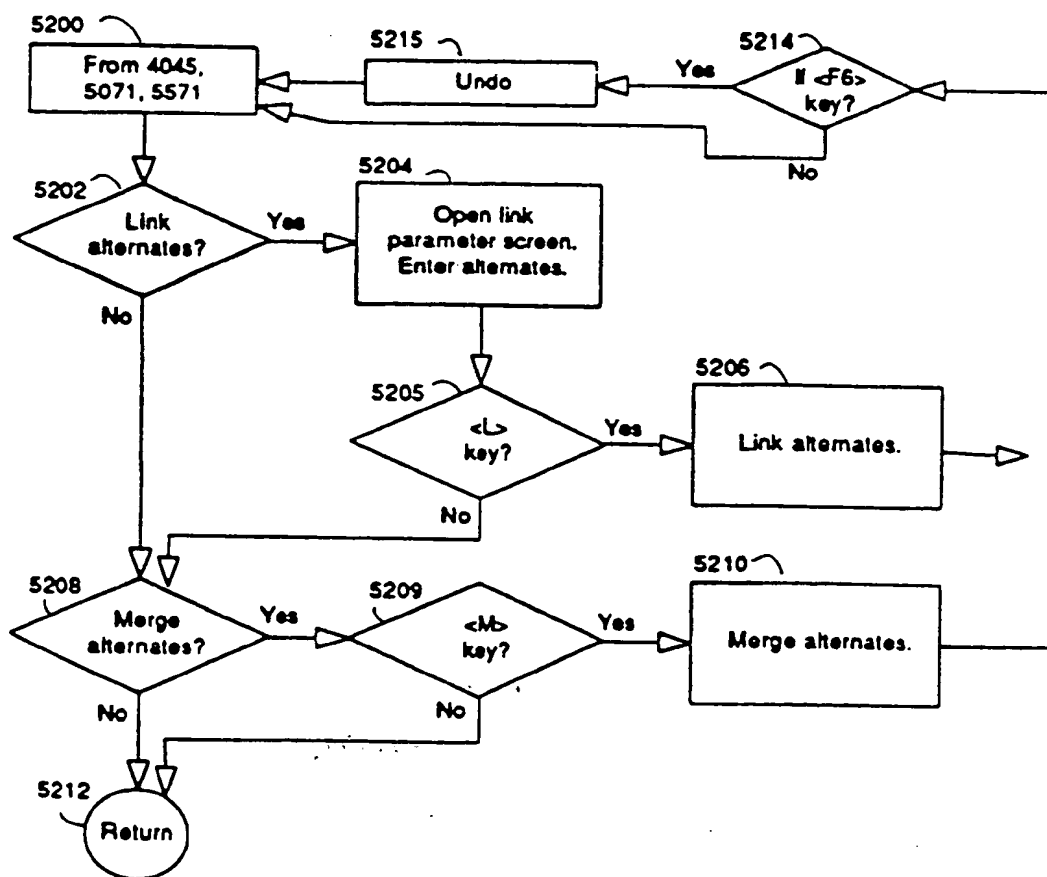 5200
From 4045,
5071, 5571
5215
Undo
Yes
5214
If <F6>
key?
No
5202
Link
alternates?
Yes
No
5204
Open link
parameter screen.
Enter alternates.
5205
<L>
key?
Yes
No
5206
Link alternates.
5208
Merge
alternates?
Yes
No
5209
<M>
key?
Yes
No
5210
Merge alternates.
5212
Return